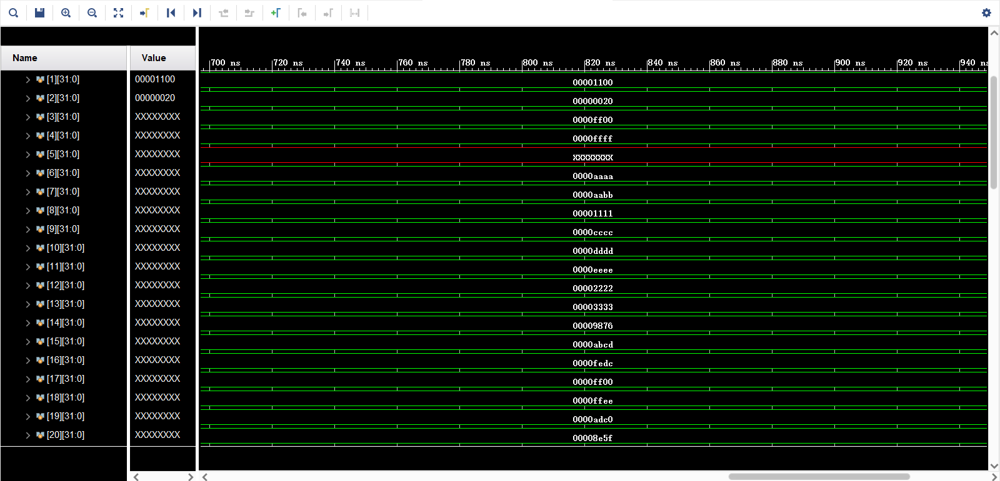 Name Value 700 ns 720 ns 740 ns 760 ns 780 ns 800 ns 820 ns 840 ns 860 ns 880 ns 900 ns 920 ns 940 ns
[1][31:0] 00001100 00001100
[2][31:0] 00000020 00000020
[3][31:0] XXXXXXXX 0000ff00
[4][31:0] XXXXXXXX 0000ffff
[5][31:0] XXXXXXXX XXXXXXXX
[6][31:0] XXXXXXXX 0000aaaa
[7][31:0] XXXXXXXX 0000aabb
[8][31:0] XXXXXXXX 00001111
[9][31:0] XXXXXXXX 0000cccc
[10][31:0] XXXXXXXX 0000dddd
[11][31:0] XXXXXXXX 0000eeee
[12][31:0] XXXXXXXX 00002222
[13][31:0] XXXXXXXX 00003333
[14][31:0] XXXXXXXX 00009876
[15][31:0] XXXXXXXX 0000abcd
[16][31:0] XXXXXXXX 0000fedc
[17][31:0] XXXXXXXX 0000ff00
[18][31:0] XXXXXXXX 0000ffee
[19][31:0] XXXXXXXX 0000adc0
[20][31:0] XXXXXXXX 00008e5f